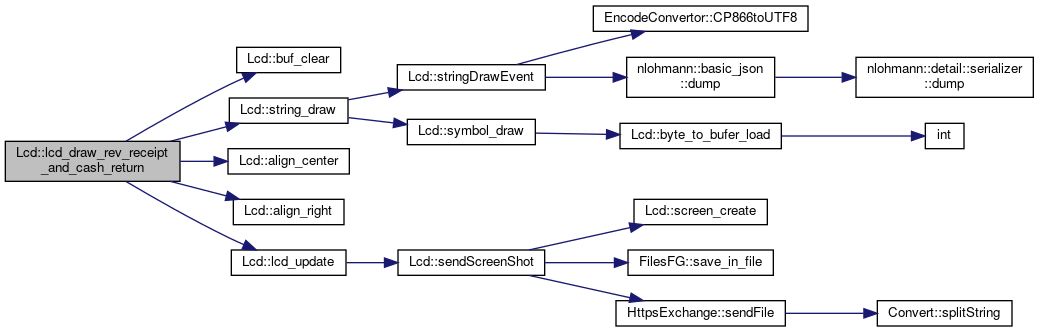 Lcd::lcd_draw_rev_receipt
_and_cash_return
Lcd::buf_clear
Lcd::string_draw
Lcd::align_center
Lcd::align_right
Lcd::lcd_update
Lcd::stringDrawEvent
Lcd::symbol_draw
Lcd::sendScreenShot
EncodeConvertor::CP866toUTF8
nlohmann::basic_json
::dump
Lcd::byte_to_bufer_load
Lcd::screen_create
FilesFG::save_in_file
HttpsExchange::sendFile
nlohmann::detail::serializer
::dump
int
Convert::splitString